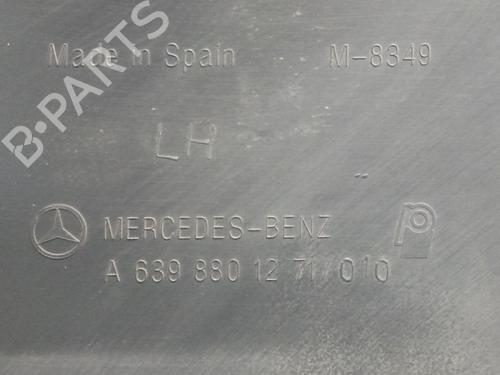 Made in Spain M-8349
B-PARTS
LH
MERCEDES-BENZ
A 639 880 12 71/010